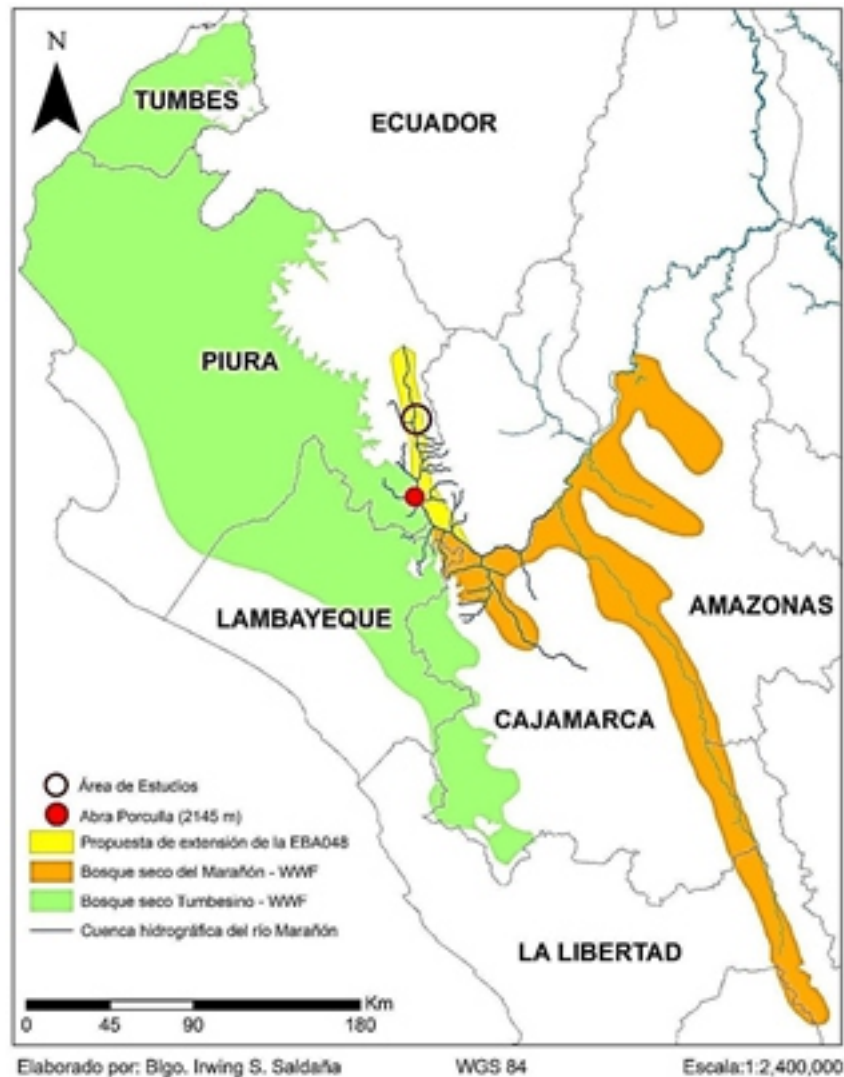 N
TUMBES
ECUADOR
PIURA
LAMBAYEQUE
AMAZONAS
CAJAMARCA
LA LIBERTAD
Área de Estudios
Abra Porculla (2145 m)
Propuesta de extensión de la EBA048
Bosque seco del Marañón - WWF
Bosque seco Tumbesino - WWF
Cuenca hidrográfica del río Marañón
Km
0 45 90 180
Elaborado por: Blgo. Irwing S. Saldaña WGS 84 Escala:1:2,400,000